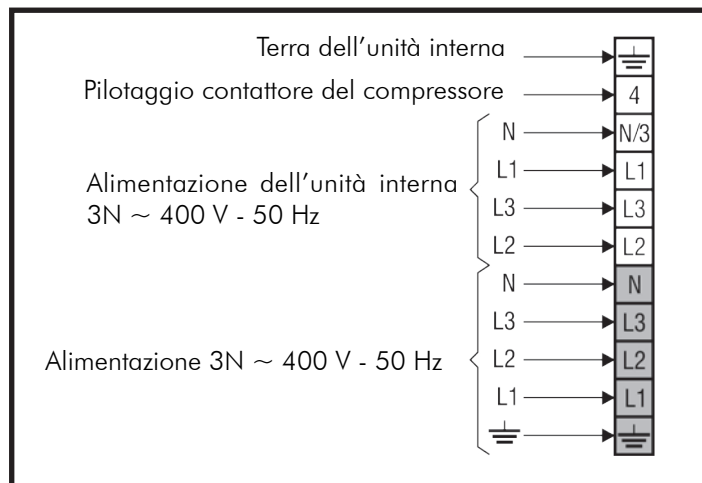 Terra dell'unità interna ⏚
Pilotaggio contattore del compressore 4
N N/3
L1 L1
Alimentazione dell'unità interna
3N ~ 400 V - 50 Hz
L3 L3
L2 L2
N N
L3 L3
Alimentazione 3N ~ 400 V - 50 Hz
L2 L2
L1 L1
⏚ ⏚